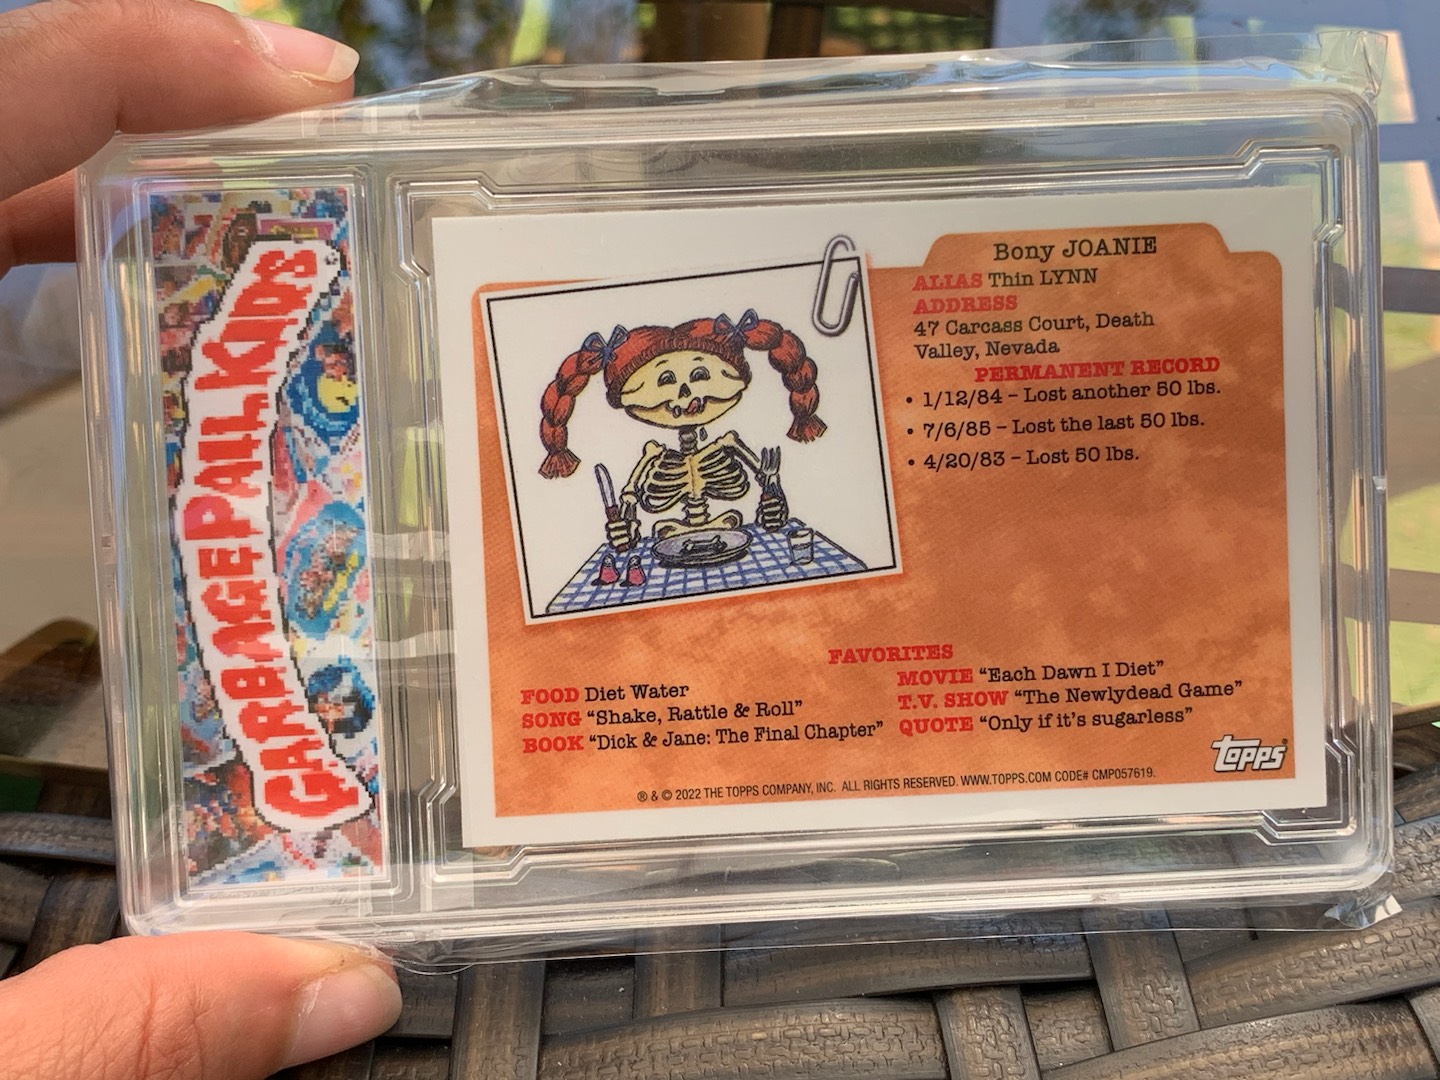 GARBAGE PAIL KIDS
Bony JOANIE
ALIAS Thin LYNN
ADDRESS
47 Carcass Court, Death
Valley, Nevada
PERMANENT RECORD
• 1/12/84 – Lost another 50 lbs.
• 7/6/85 – Lost the last 50 lbs.
• 4/20/83 – Lost 50 lbs.
FAVORITES
FOOD Diet Water
SONG “Shake, Rattle & Roll”
BOOK “Dick & Jane: The Final Chapter”
MOVIE “Each Dawn I Diet”
T.V. SHOW “The Newlydead Game”
QUOTE “Only if it’s sugarless”
topps®
® & © 2022 THE TOPPS COMPANY, INC. ALL RIGHTS RESERVED. WWW.TOPPS.COM CODE# CMP057619.